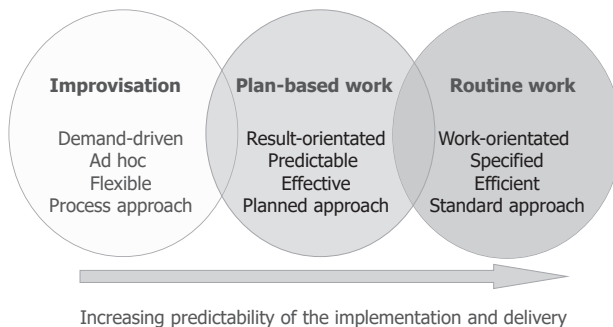 Improvisation
Demand-driven
Ad hoc
Flexible
Process approach
Plan-based work
Result-orientated
Predictable
Effective
Planned approach
Routine work
Work-orientated
Specified
Efficient
Standard approach
Increasing predictability of the implementation and delivery